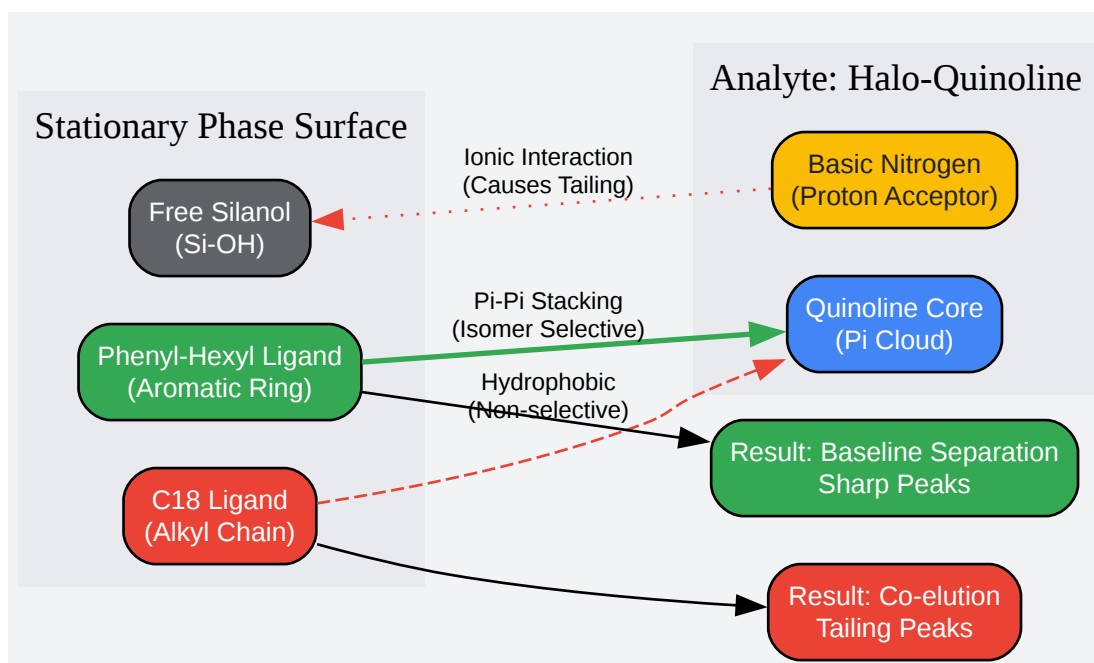 Analyte: Halo-Quinoline
Stationary Phase Surface
Ionic Interaction
(Causes Tailing)
Basic Nitrogen
(Proton Acceptor)
Free Silanol
(Si-OH)
Pi-Pi Stacking
(Isomer Selective)
Quinoline Core
(Pi Cloud)
Phenyl-Hexyl Ligand
(Aromatic Ring)
Hydrophobic
(Non-selective)
Result: Baseline Separation
Sharp Peaks
C18 Ligand
(Alkyl Chain)
Result: Co-elution
Tailing Peaks